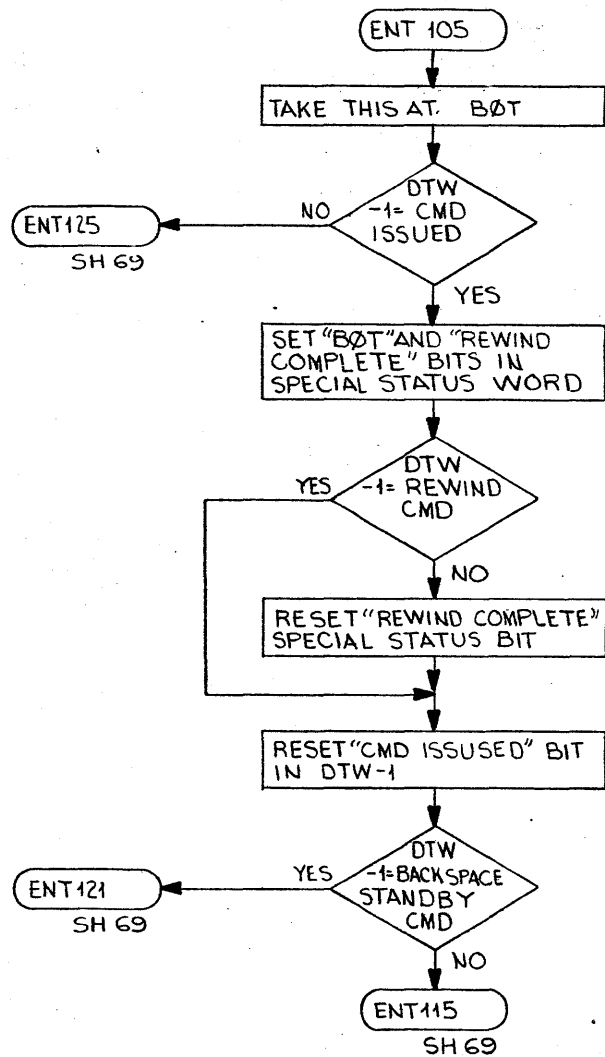 ENT 105
TAKE THIS AT. BØT
DTW
-1= CMD
ISSUED
NO
ENT125
SH 69
YES
SET "BØT" AND "REWIND
COMPLETE" BITS IN
SPECIAL STATUS WORD
DTW
-1= REWIND
CMD
YES
NO
RESET "REWIND COMPLETE"
SPECIAL STATUS BIT
RESET "CMD ISSUSED" BIT
IN DTW-1
DTW
-1=BACKSPACE
STANDBY
CMD
YES
ENT121
SH 69
NO
ENT115
SH 69